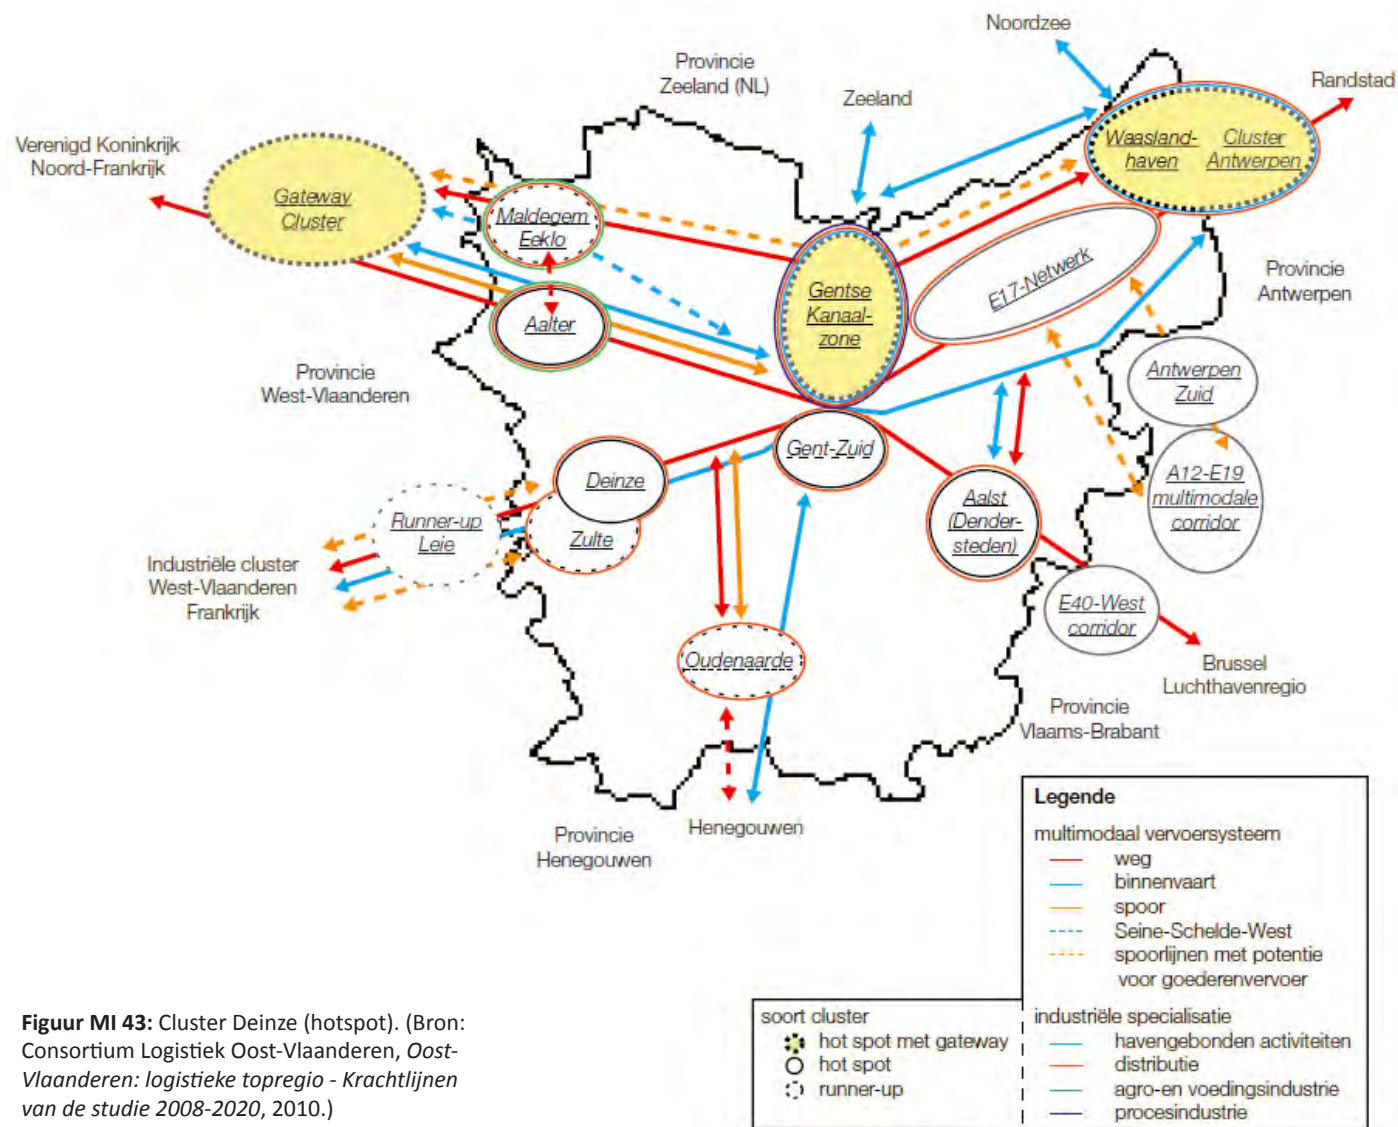 Noordzee
Provincie
Zeeland (NL)
Randstad
Zeeland
Verenigd Koninkrijk
Noord-Frankrijk
Waasland-
haven
Cluster
Antwerpen
Gateway
Cluster
Maldegem
Eeklo
Gentse
Kanaal-
zone
E17-Netwerk
Provincie
Antwerpen
Aalter
Provincie
West-Vlaanderen
Antwerpen
Zuid
Gent-Zuid
Deinze
A12-E19
multimodale
corridor
Aalst
(Dender-
steden)
Runner-up
Leie
Zulte
Industriële cluster
West-Vlaanderen
Frankrijk
E40-West
corridor
Oudenaarde
Brussel
Luchthavenregio
Provincie
Vlaams-Brabant
Henegouwen
Provincie
Henegouwen
Legende
multimodaal vervoersysteem
weg
binnenvaart
spoor
Seine-Schelde-West
spoorlijnen met potentie
voor goederenvervoer
soort cluster
hot spot met gateway
hot spot
runner-up
industriële specialisatie
havengebonden activiteiten
distributie
agro-en voedingsindustrie
procesindustrie
Figuur MI 43: Cluster Deinze (hotspot). (Bron:
Consortium Logistiek Oost-Vlaanderen, Oost-
Vlaanderen: logistieke topregio - Krachtlijnen
van de studie 2008-2020, 2010.)